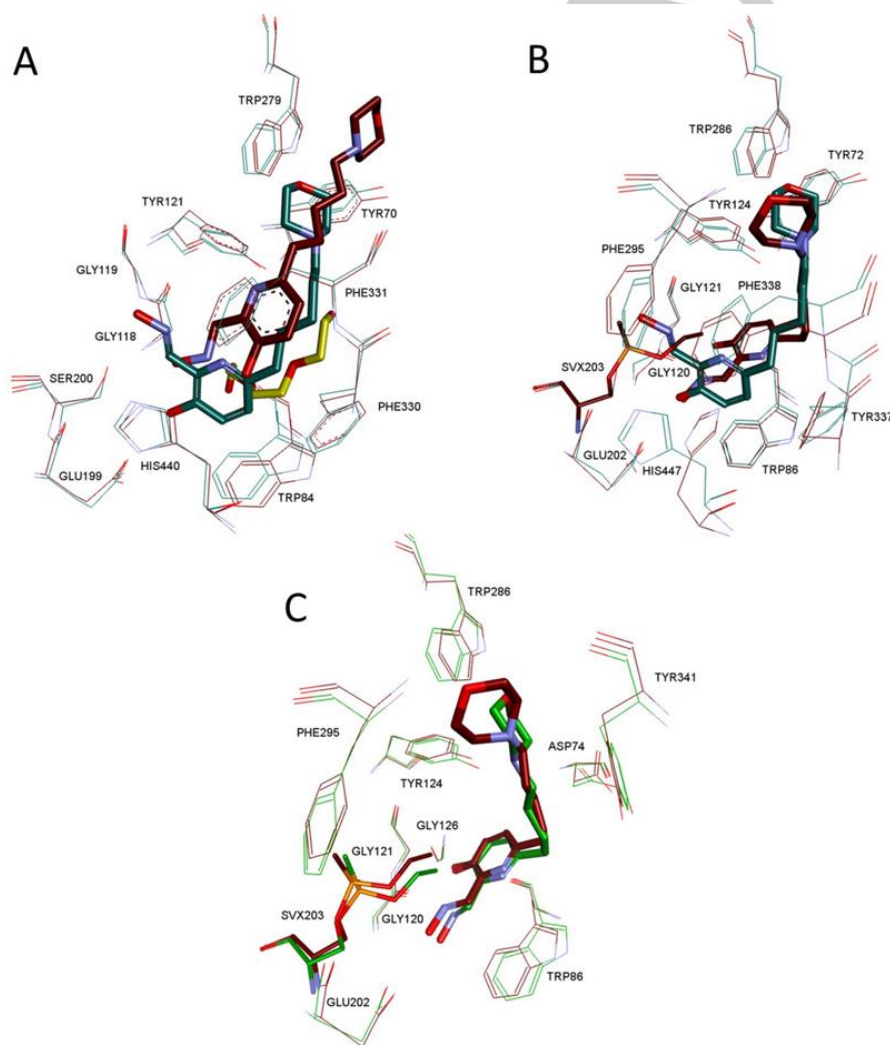 A
TRP279
TYR121
TYR70
GLY119
PHE331
GLY118
SER200
PHE330
GLU199
HIS440
TRP84
B
TRP286
TYR72
TYR124
PHE295
GLY121
PHE338
SVX203
GLY120
TYR337
GLU202
HIS447
TRP86
C
TRP286
TYR341
PHE295
ASP74
TYR124
GLY126
GLY121
SVX203
GLY120
TRP86
GLU202